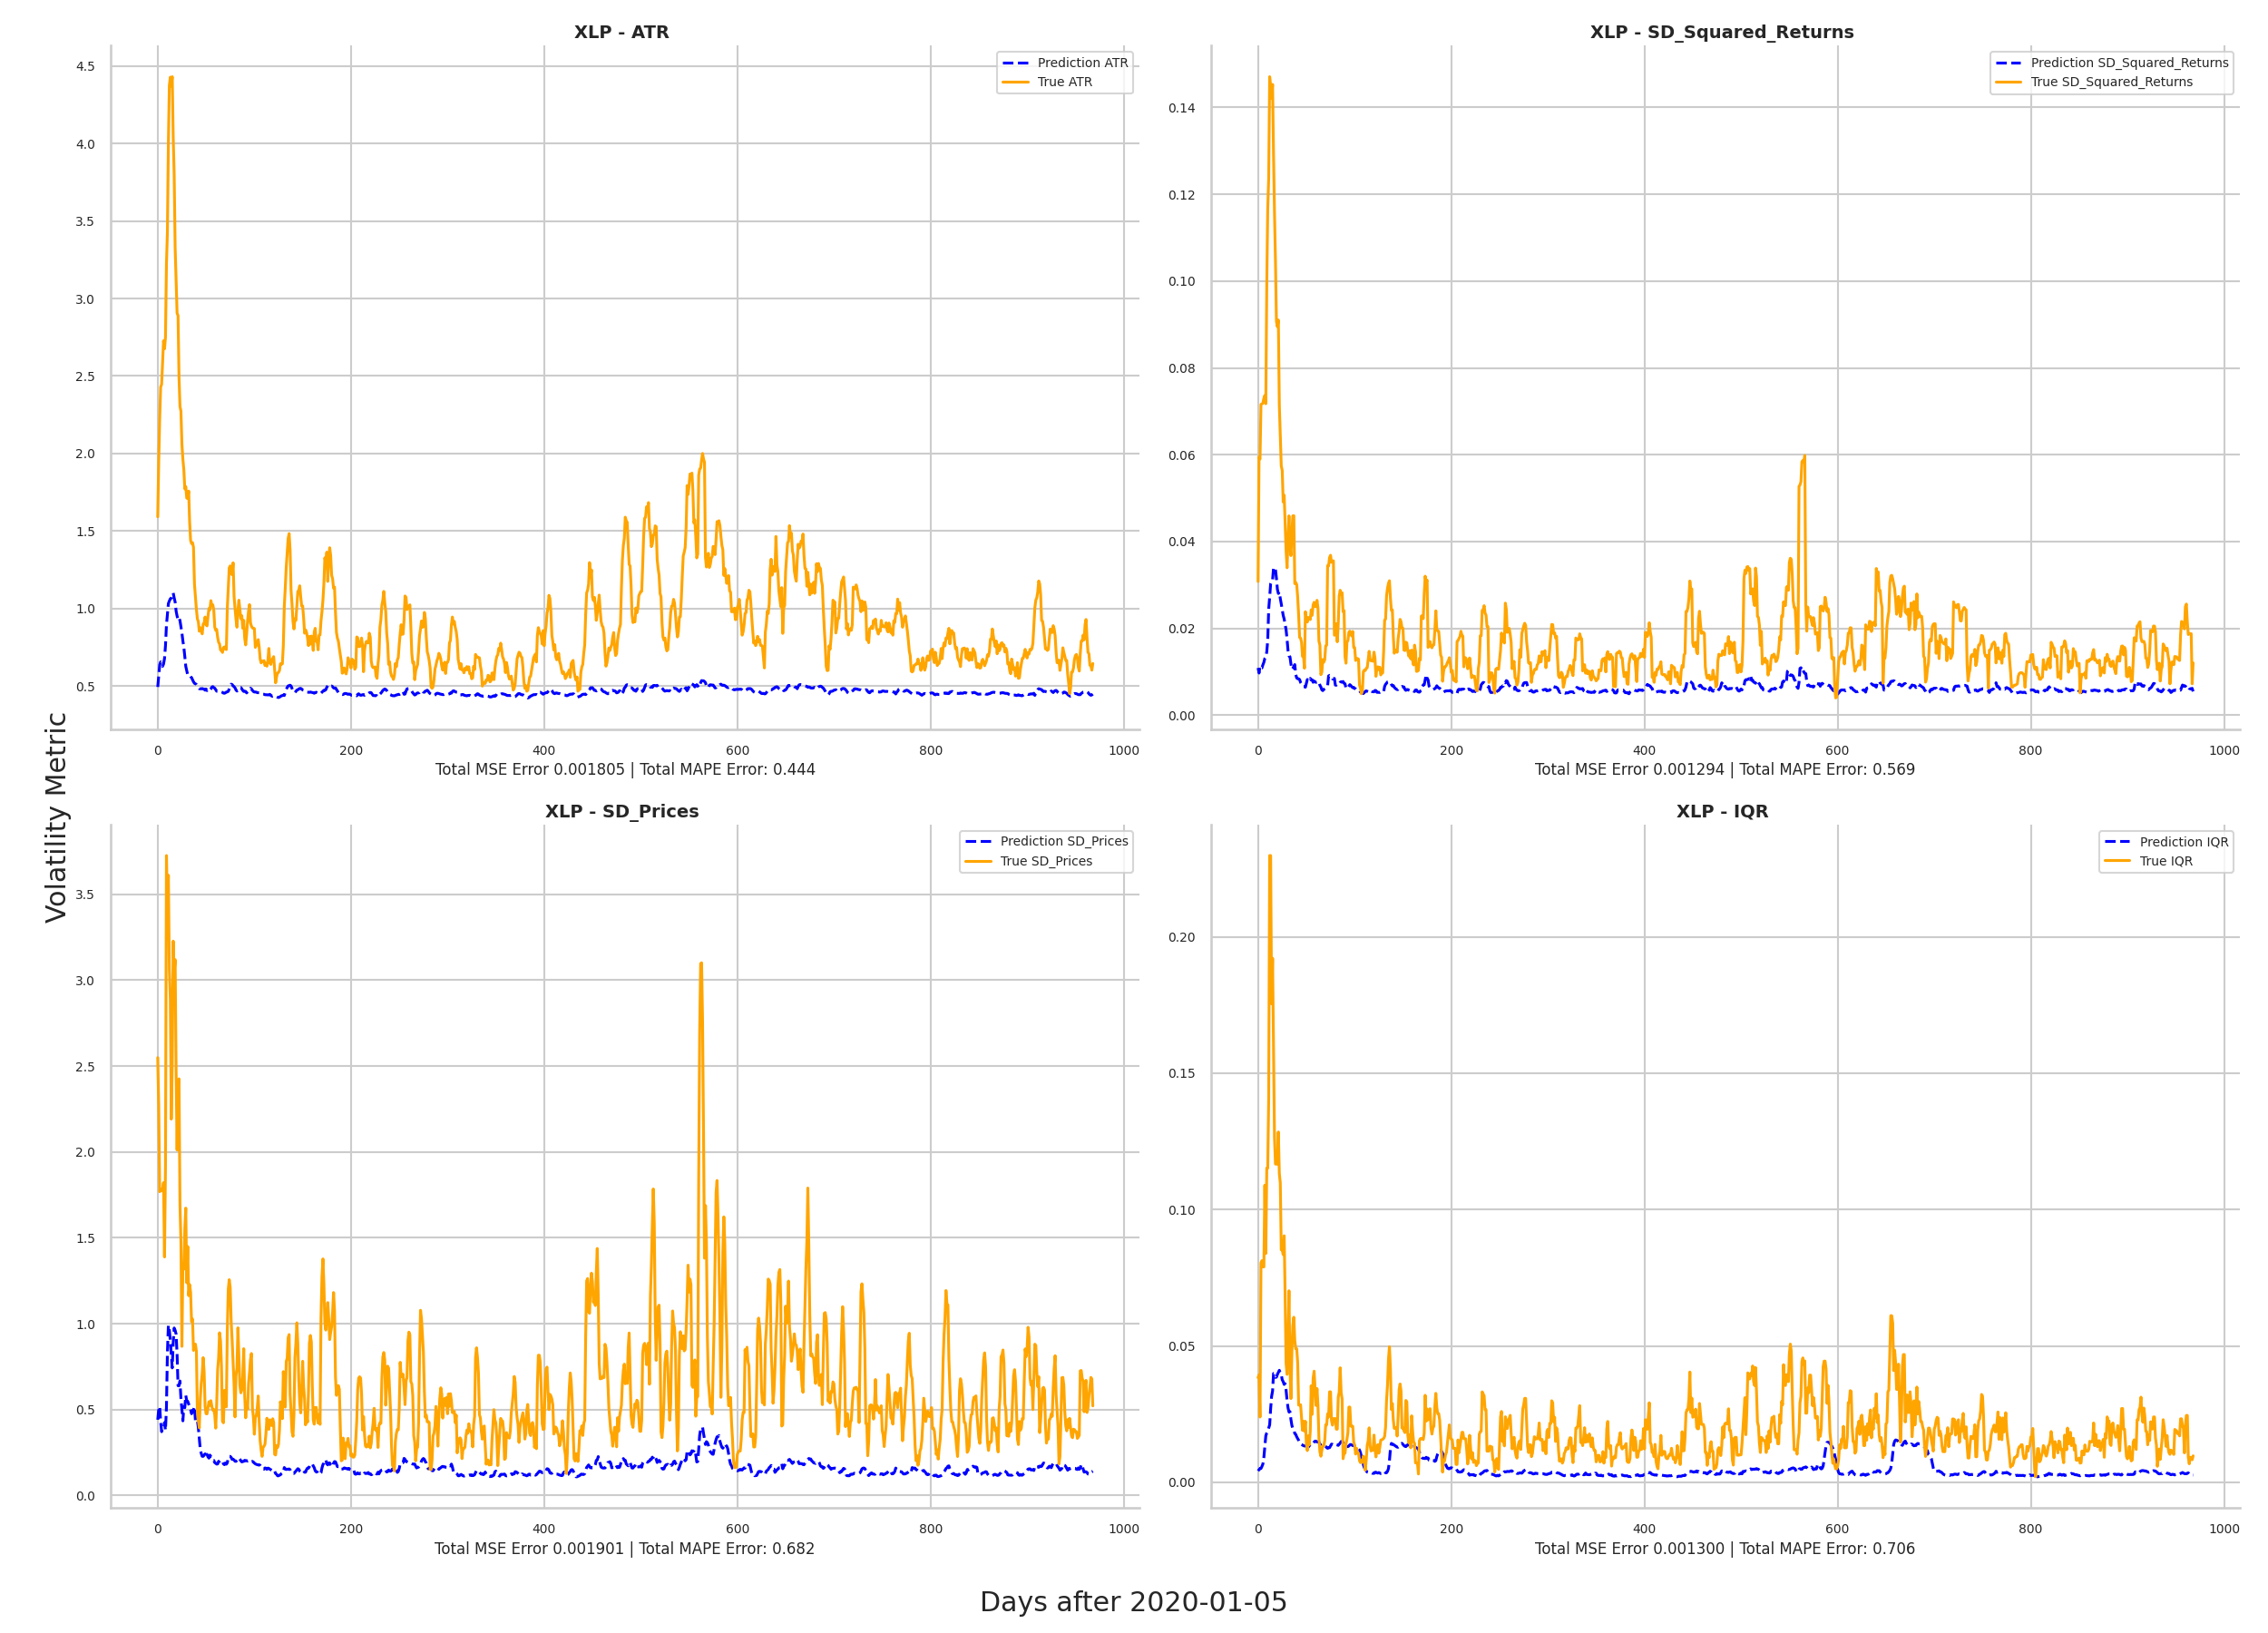 XLP - ATR
Prediction ATR
True ATR
4.5
4.0
3.5
3.0
2.5
2.0
1.5
1.0
0.5
0 200 400 600 800 1000
Total MSE Error 0.001805 | Total MAPE Error: 0.444
XLP - SD_Squared_Returns
Prediction SD_Squared_Returns
True SD_Squared_Returns
0.14
0.12
0.10
0.08
0.06
0.04
0.02
0.00
0 200 400 600 800 1000
Total MSE Error 0.001294 | Total MAPE Error: 0.569
Volatility Metric
XLP - SD_Prices
Prediction SD_Prices
True SD_Prices
3.5
3.0
2.5
2.0
1.5
1.0
0.5
0.0
0 200 400 600 800 1000
Total MSE Error 0.001901 | Total MAPE Error: 0.682
XLP - IQR
Prediction IQR
True IQR
0.20
0.15
0.10
0.05
0.00
0 200 400 600 800 1000
Total MSE Error 0.001300 | Total MAPE Error: 0.706
Days after 2020-01-05